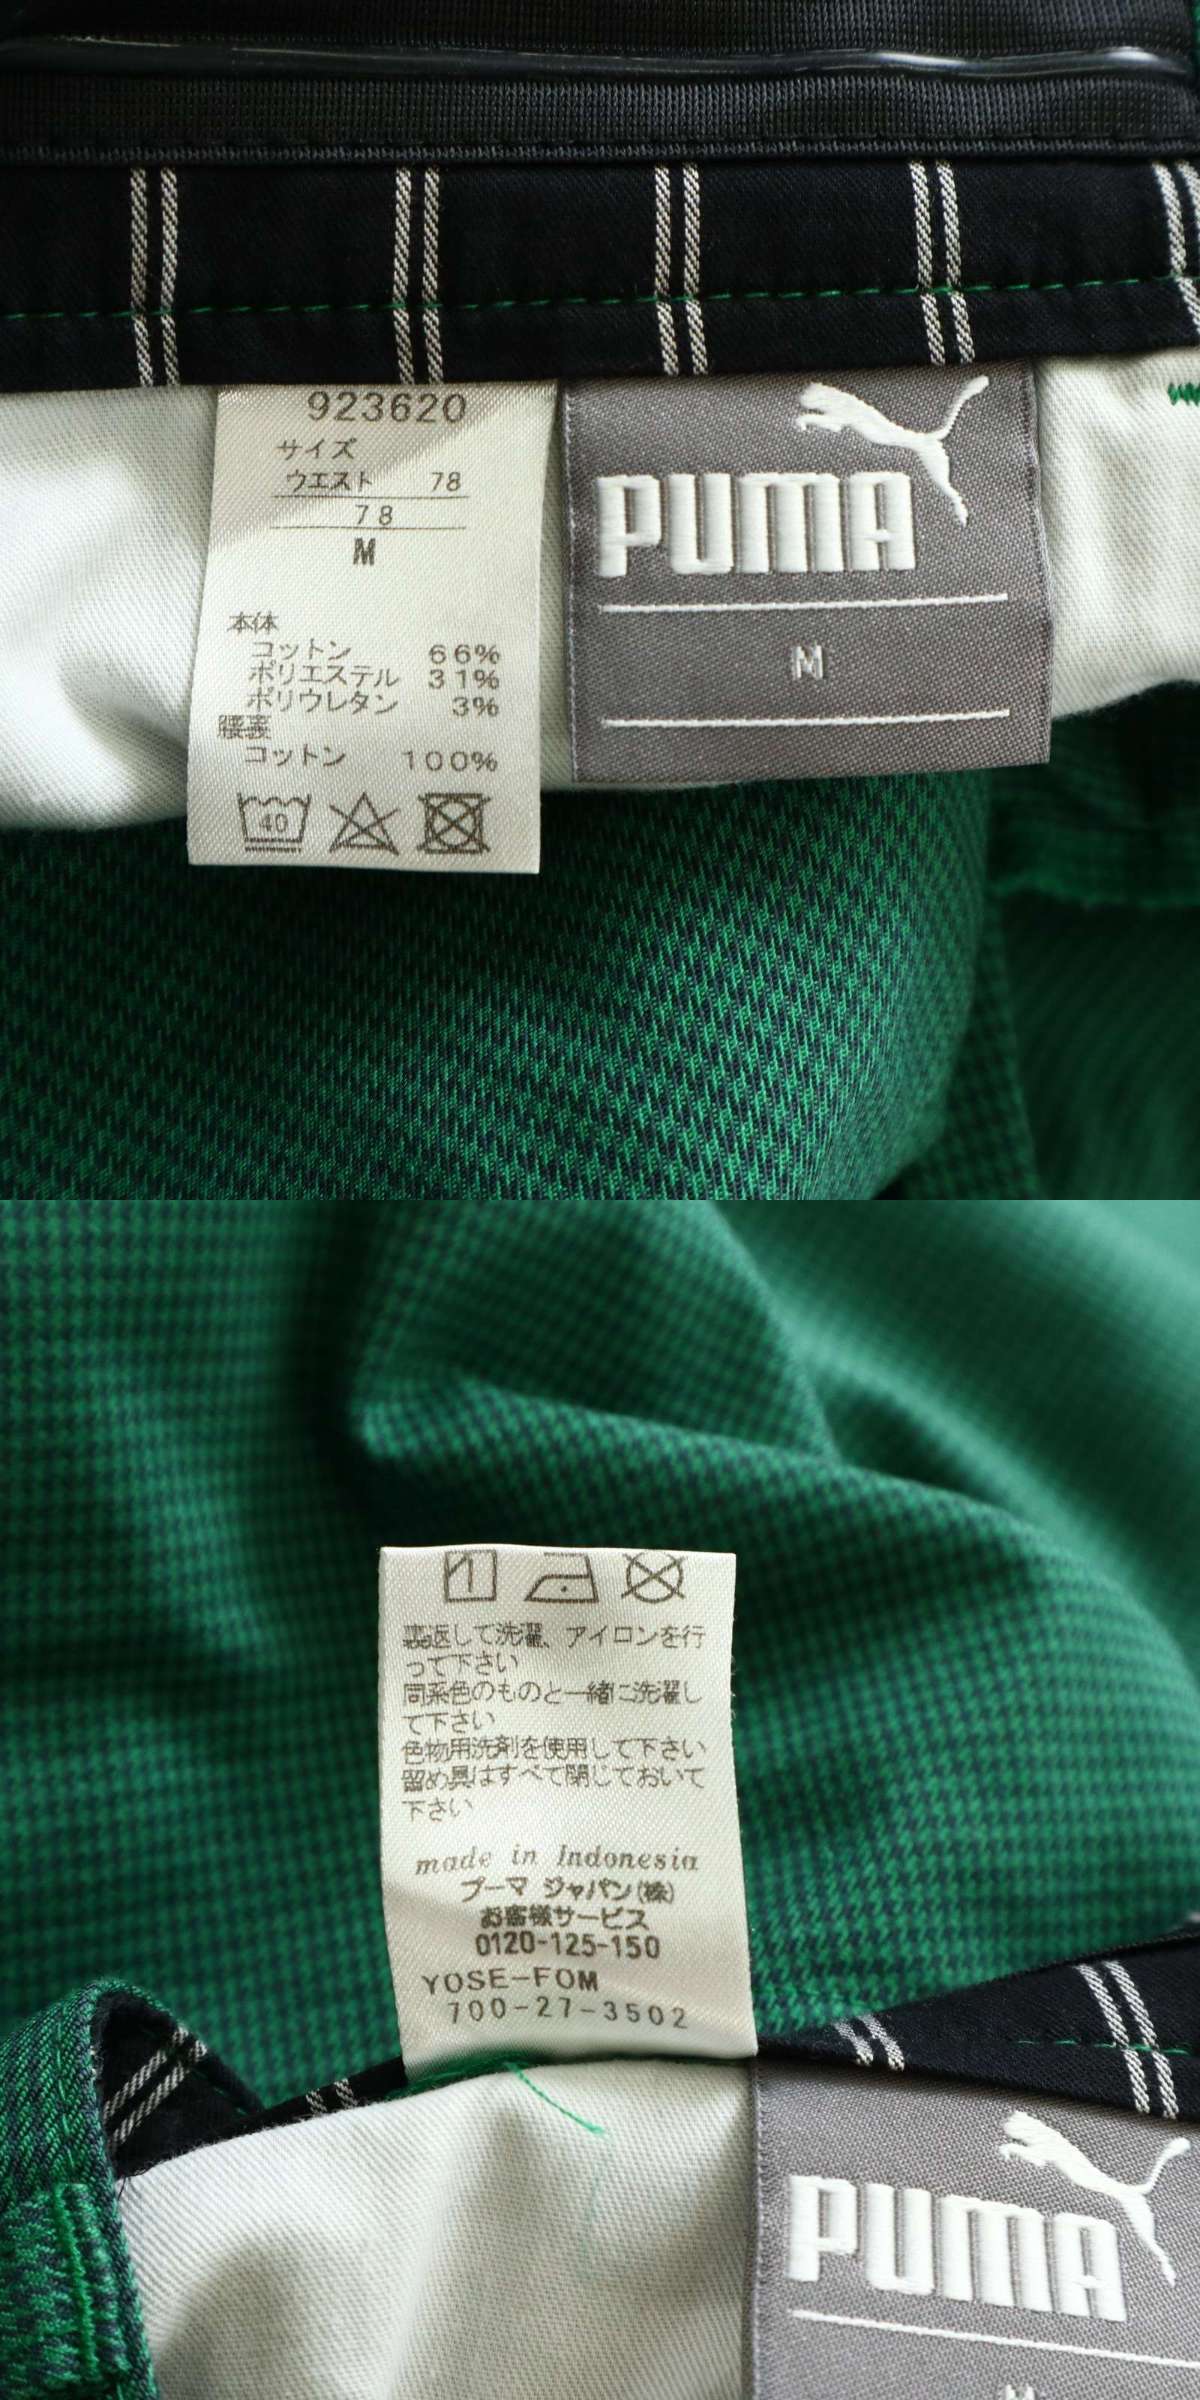 923620
サイズ
ウエスト 78
78
M
本体
コットン 66%
ポリエステル 31%
ポリウレタン 3%
腰裏
コットン 100%
40
PUMA
M
裏返して洗濯、アイロンを行
って下さい
同系色のものと一緒に洗濯し
て下さい
色物用洗剤を使用して下さい
留め具はすべて閉じておいて
下さい
made in Indonesia
プーマ ジャパン(株)
お客様サービス
0120-125-150
YOSE-FOM
700-27-3502
PUMA